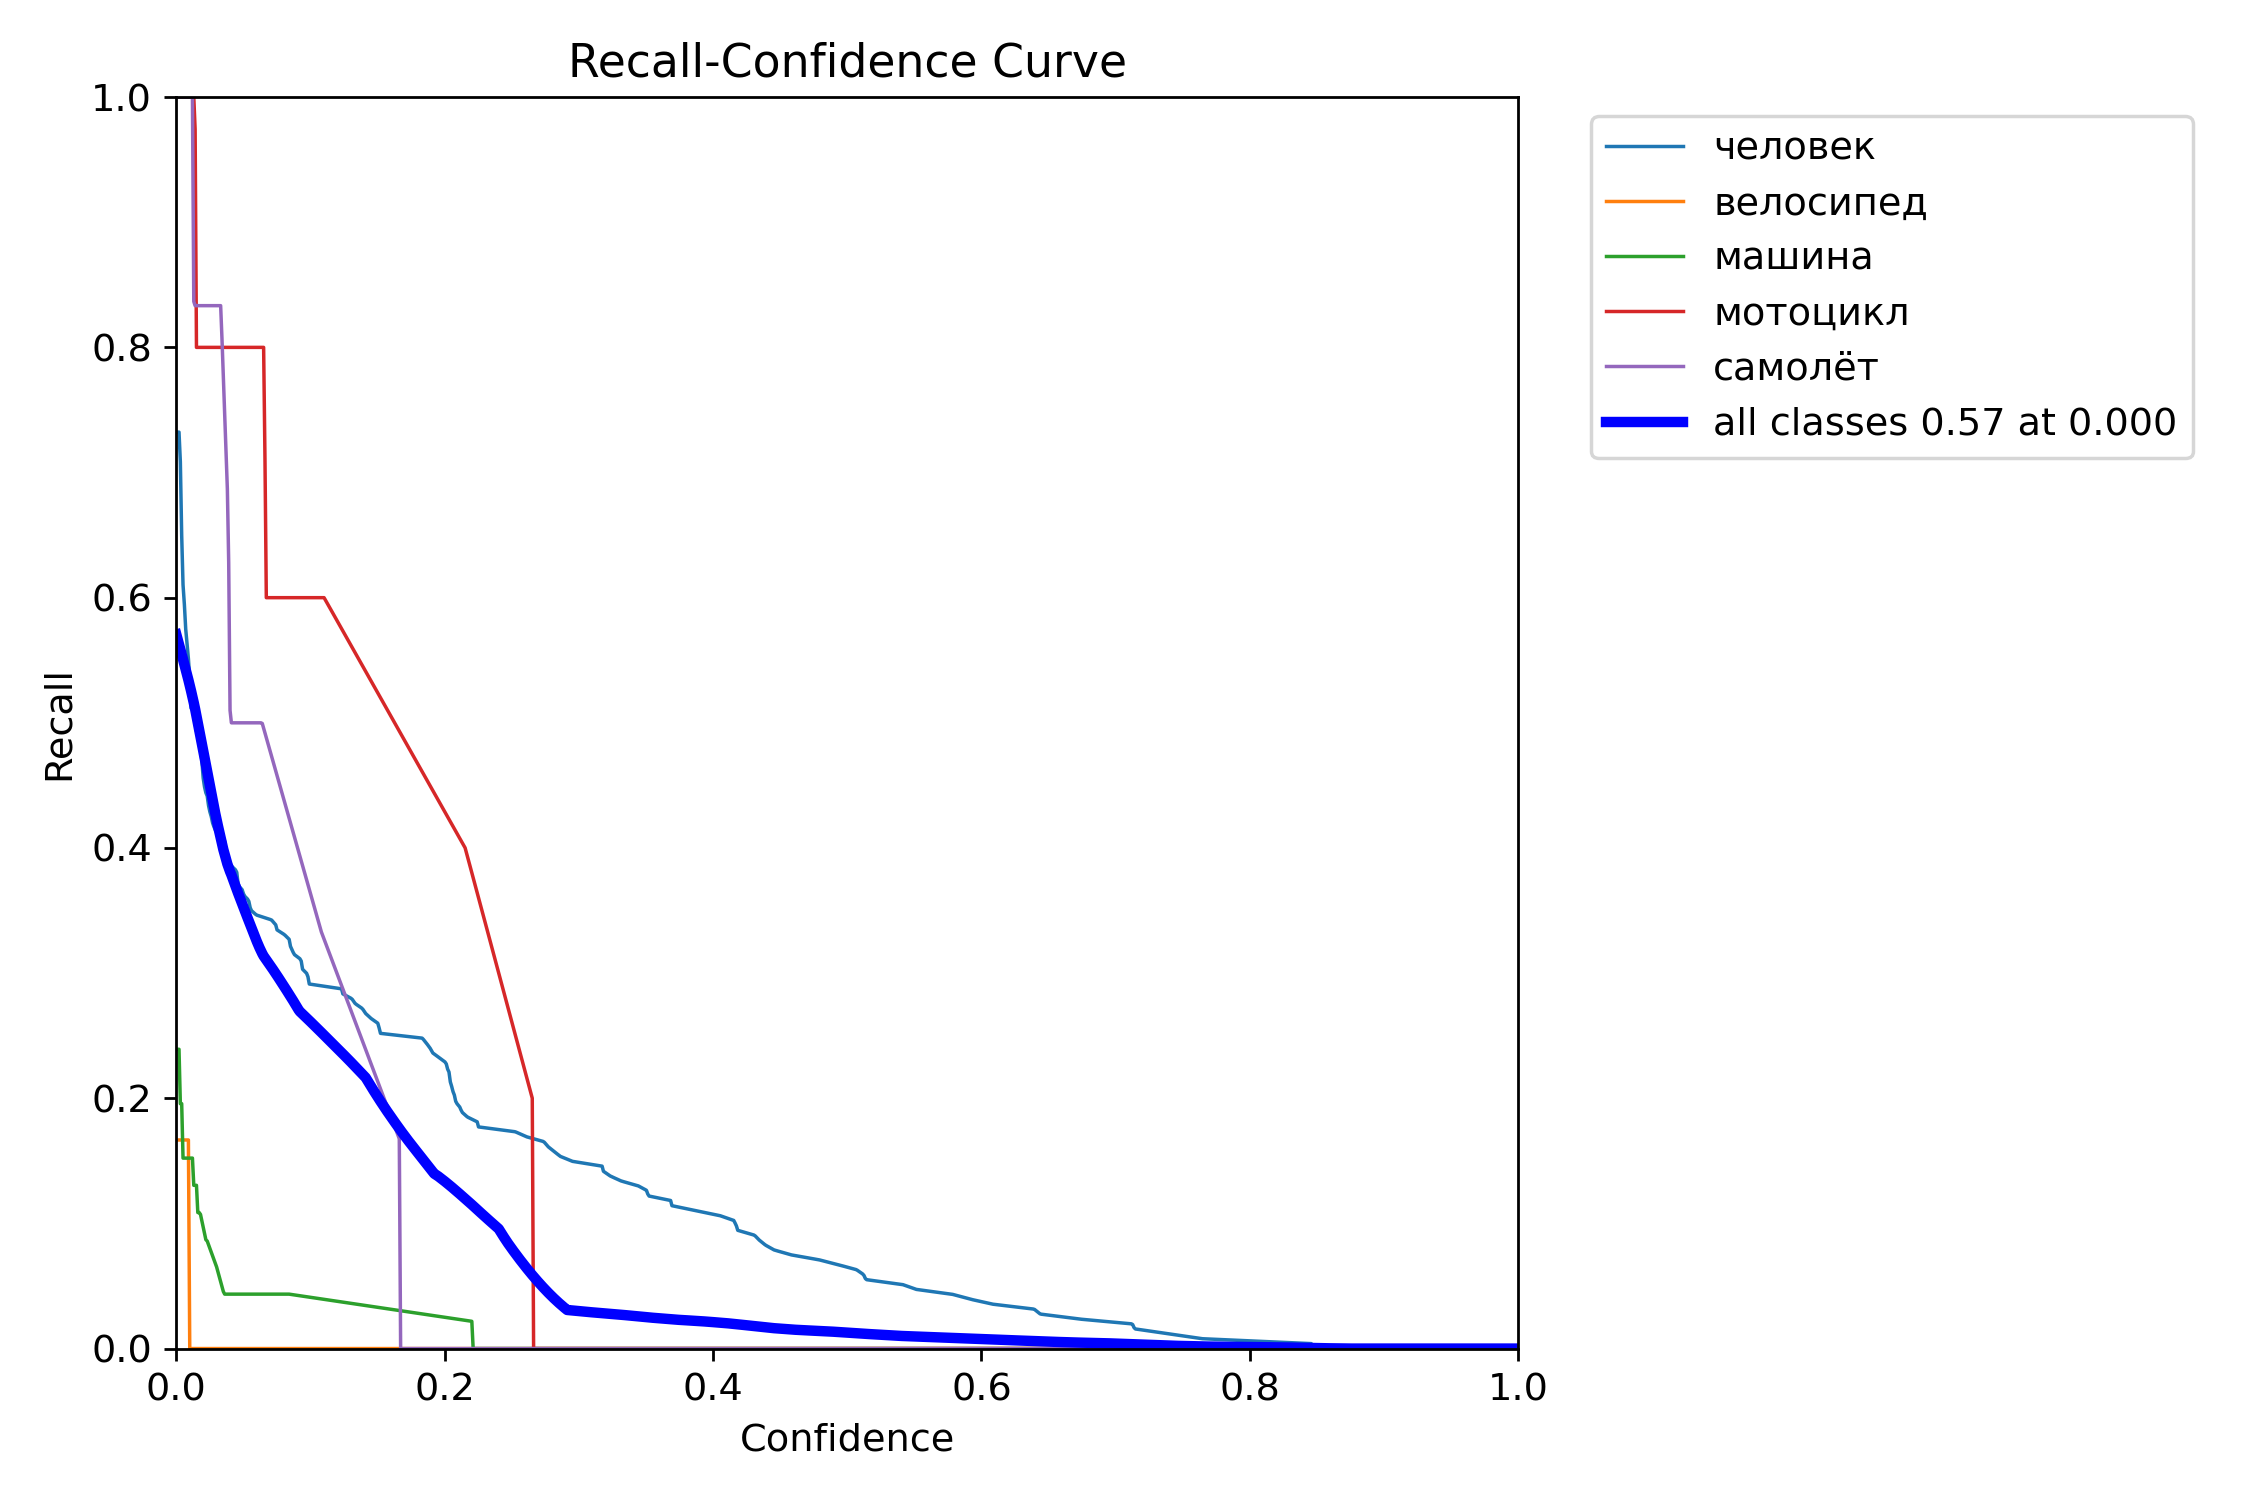 Recall-Confidence Curve
1.0
0.8
0.6
0.4
0.2
0.0
Recall
0.0 0.2 0.4 0.6 0.8 1.0
Confidence
человек
велосипед
машина
мотоцикл
самолёт
all classes 0.57 at 0.000